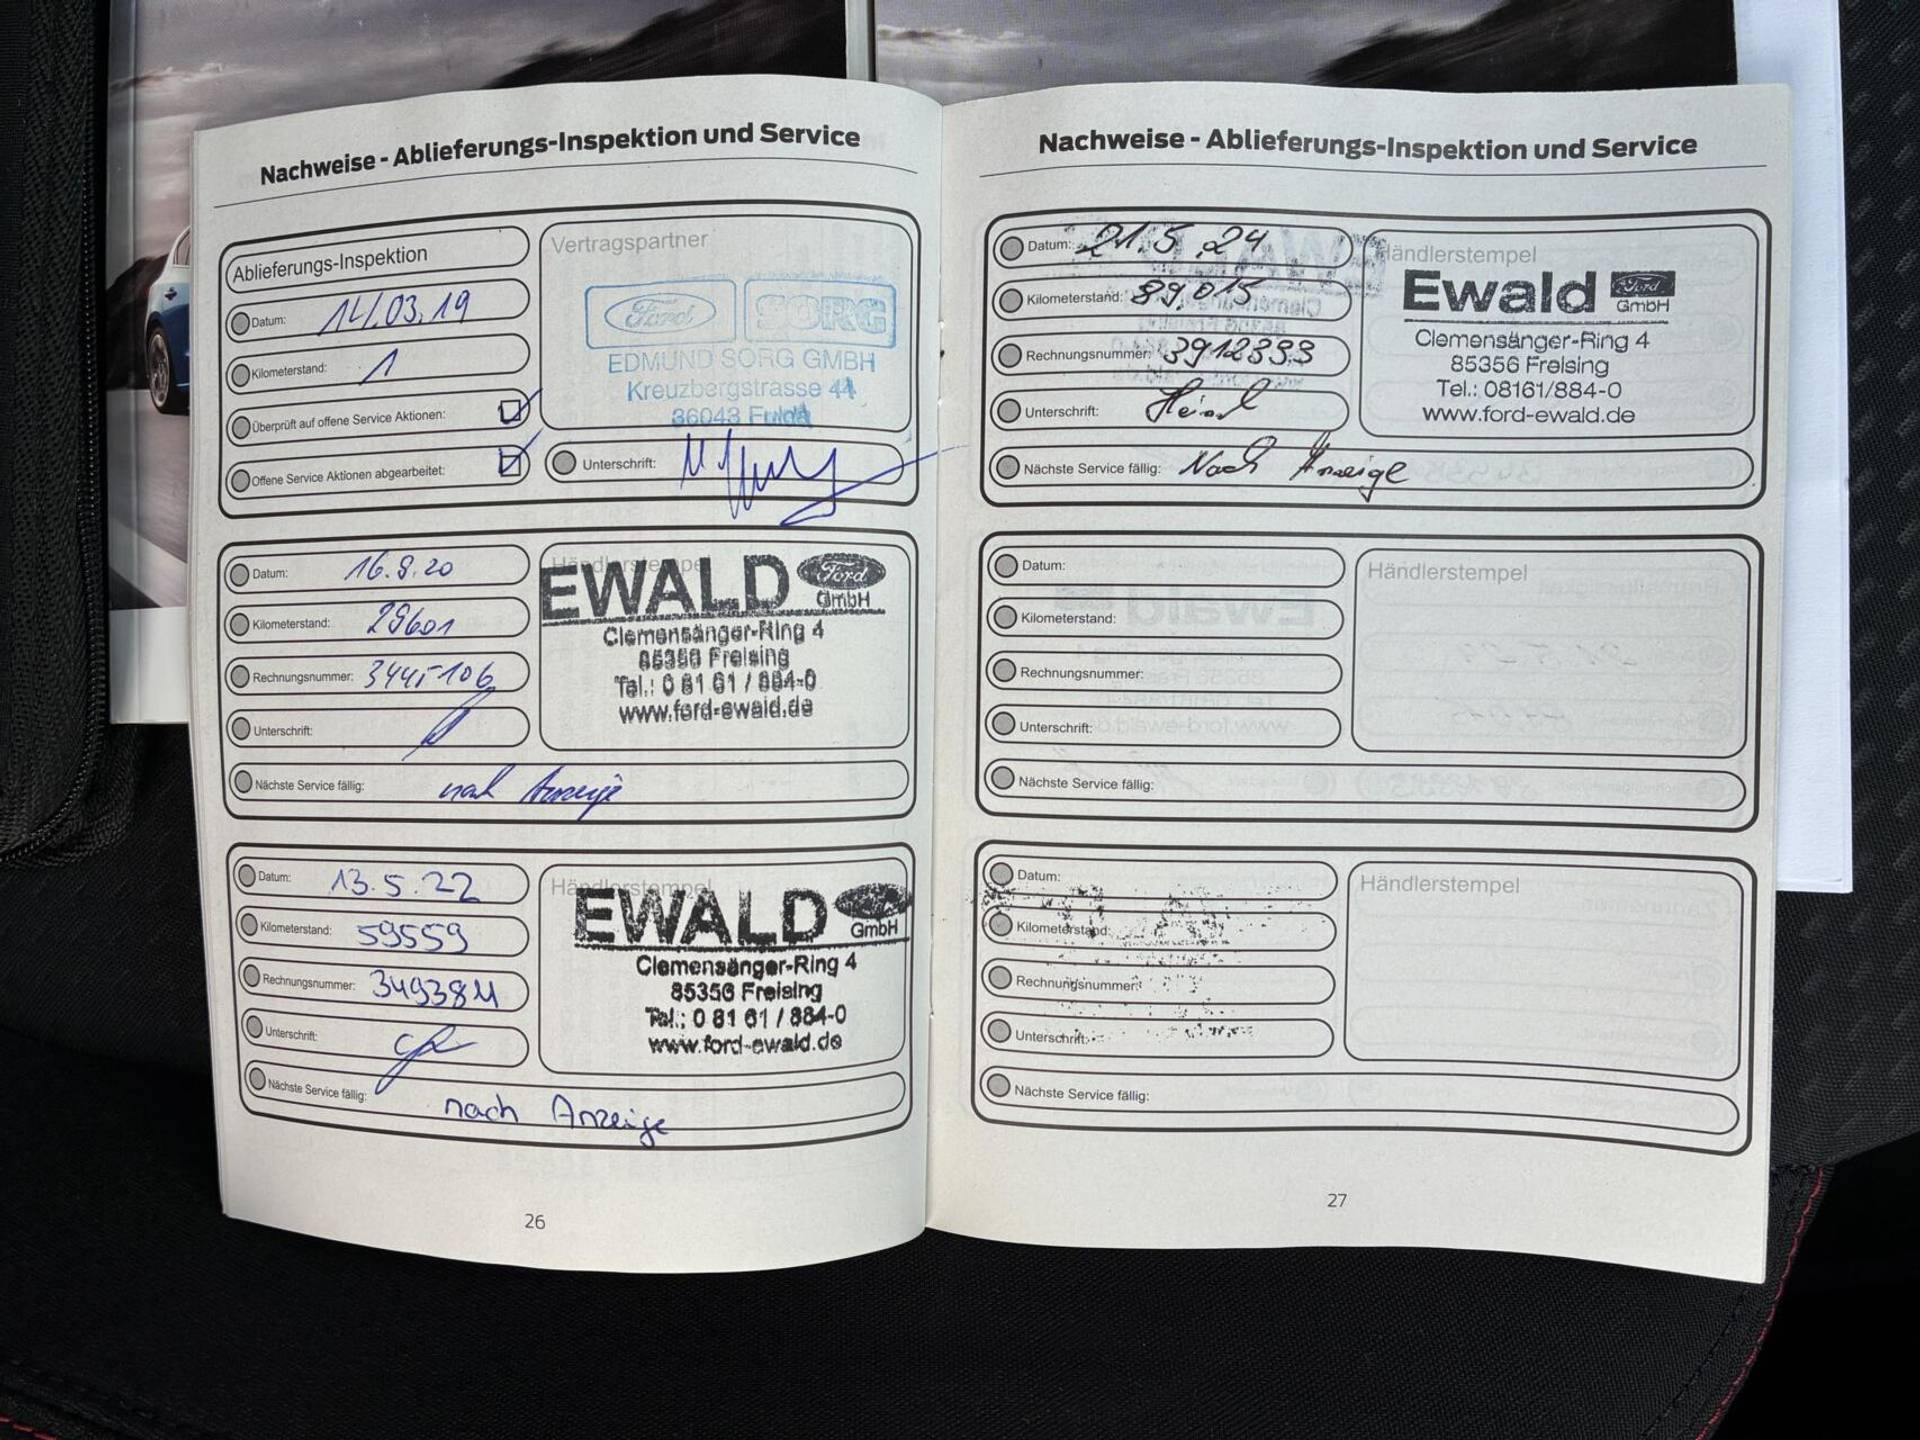 Nachweise - Ablieferungs-Inspektion und Service
Ablieferungs-Inspektion
Datum: 14.03.19
Kilometerstand: 1
Überprüft auf offene Service Aktionen:
Offene Service Aktionen abgearbeitet:
Vertragspartner
Ford SORG
EDMUND SORG GMBH
Kreuzbergstrasse 44
36043 Fulda
Unterschrift:
Datum: 16.9.20
Kilometerstand: 29601
Rechnungsnummer:
Unterschrift:
Nächste Service fällig: nach Anzeige
Händlerstempel
EWALD Ford
GmbH
Clemensänger-Ring 4
85356 Freising
Tel.: 0 81 61 / 884-0
www.ford-ewald.de
Datum: 13.5.22
Kilometerstand: 59559
Rechnungsnummer:
Unterschrift:
Nächste Service fällig: nach Anzeige
Händlerstempel
EWALD
GmbH
Clemensänger-Ring 4
85356 Freising
Tel.: 0 81 61 / 884-0
www.ford-ewald.de
26
Nachweise - Ablieferungs-Inspektion und Service
Datum: 21.5.24
Kilometerstand: 89,015
Rechnungsnummer: 3912393
Unterschrift:
Nächste Service fällig: Nach Anzeige
Händlerstempel
Ewald Ford
GmbH
Clemensänger-Ring 4
85356 Freising
Tel.: 08161/884-0
www.ford-ewald.de
Datum:
Kilometerstand:
Rechnungsnummer:
Unterschrift:
Nächste Service fällig:
Händlerstempel
Datum:
Kilometerstand:
Rechnungsnummer:
Unterschrift:
Nächste Service fällig:
Händlerstempel
27